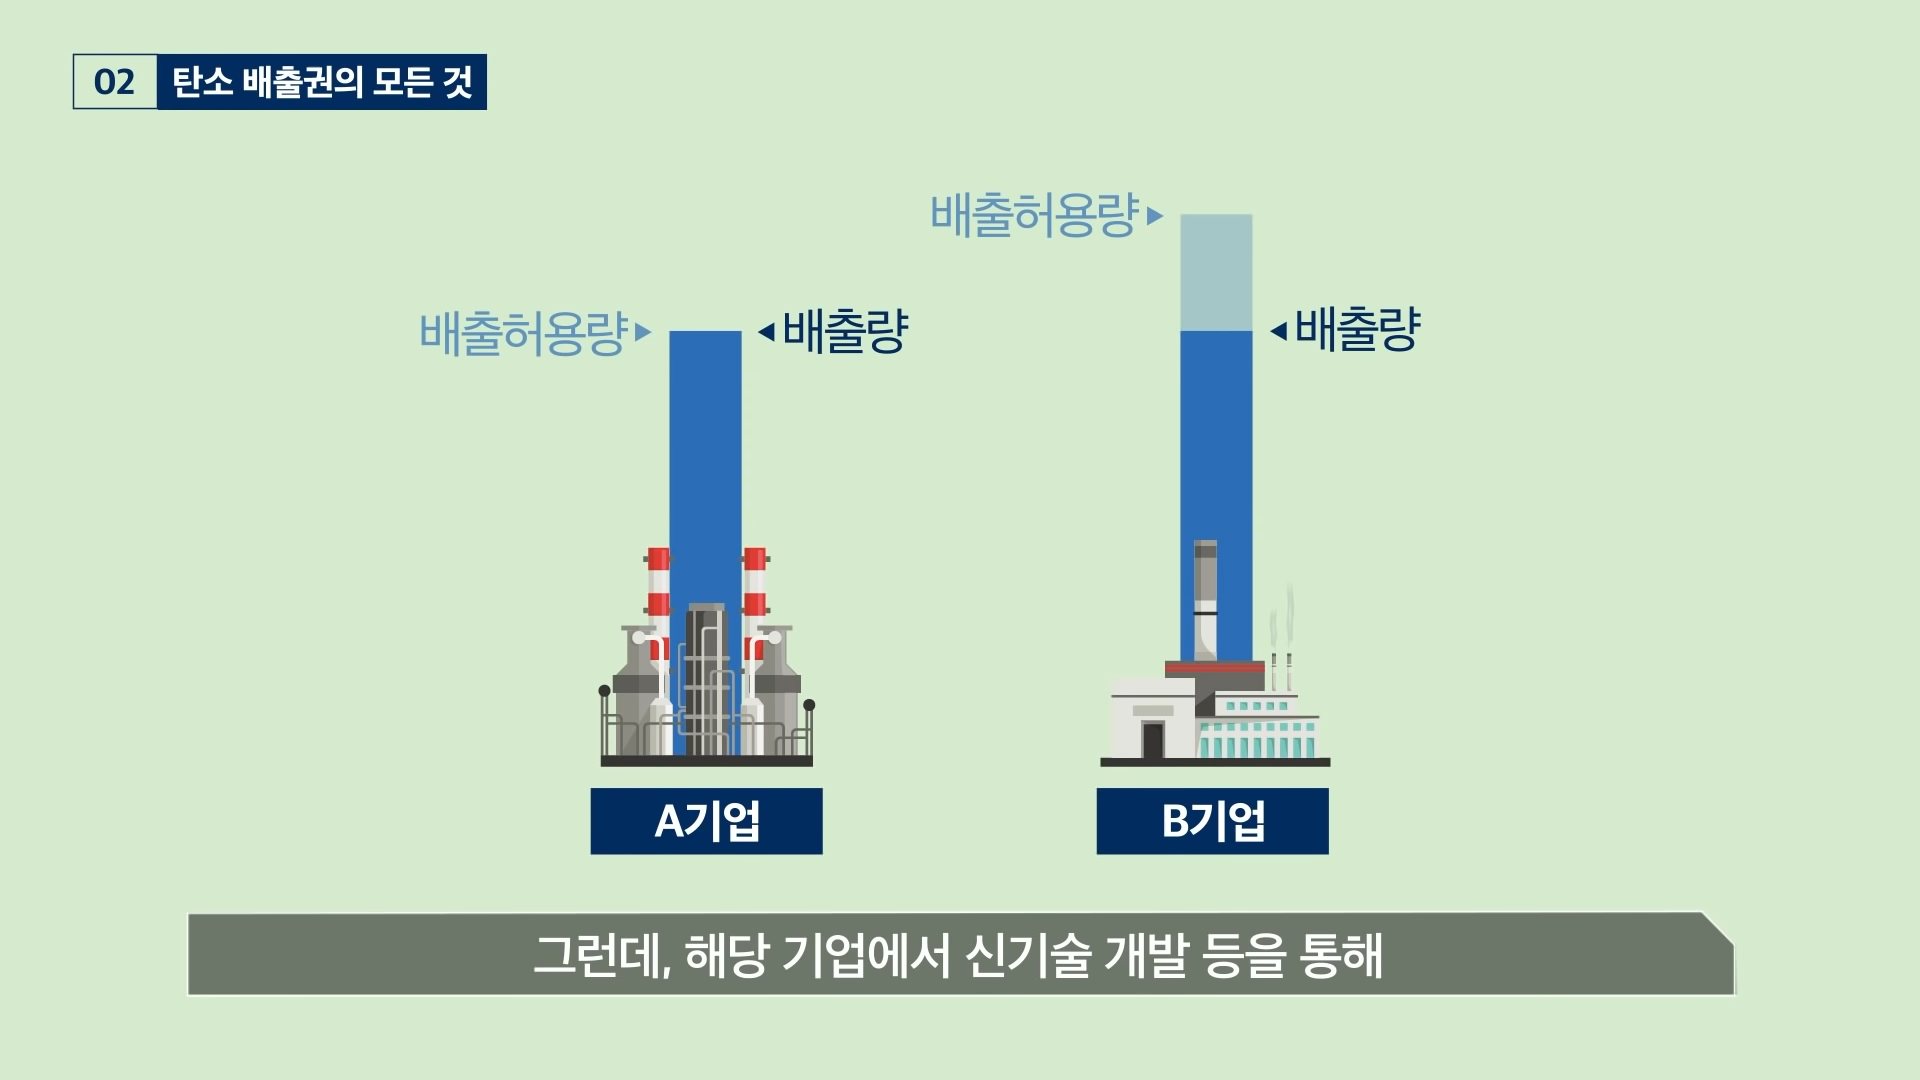 02 탄소 배출권의 모든 것
배출허용량
배출허용량
배출량
배출량
A기업
B기업
그런데, 해당 기업에서 신기술 개발 등을 통해